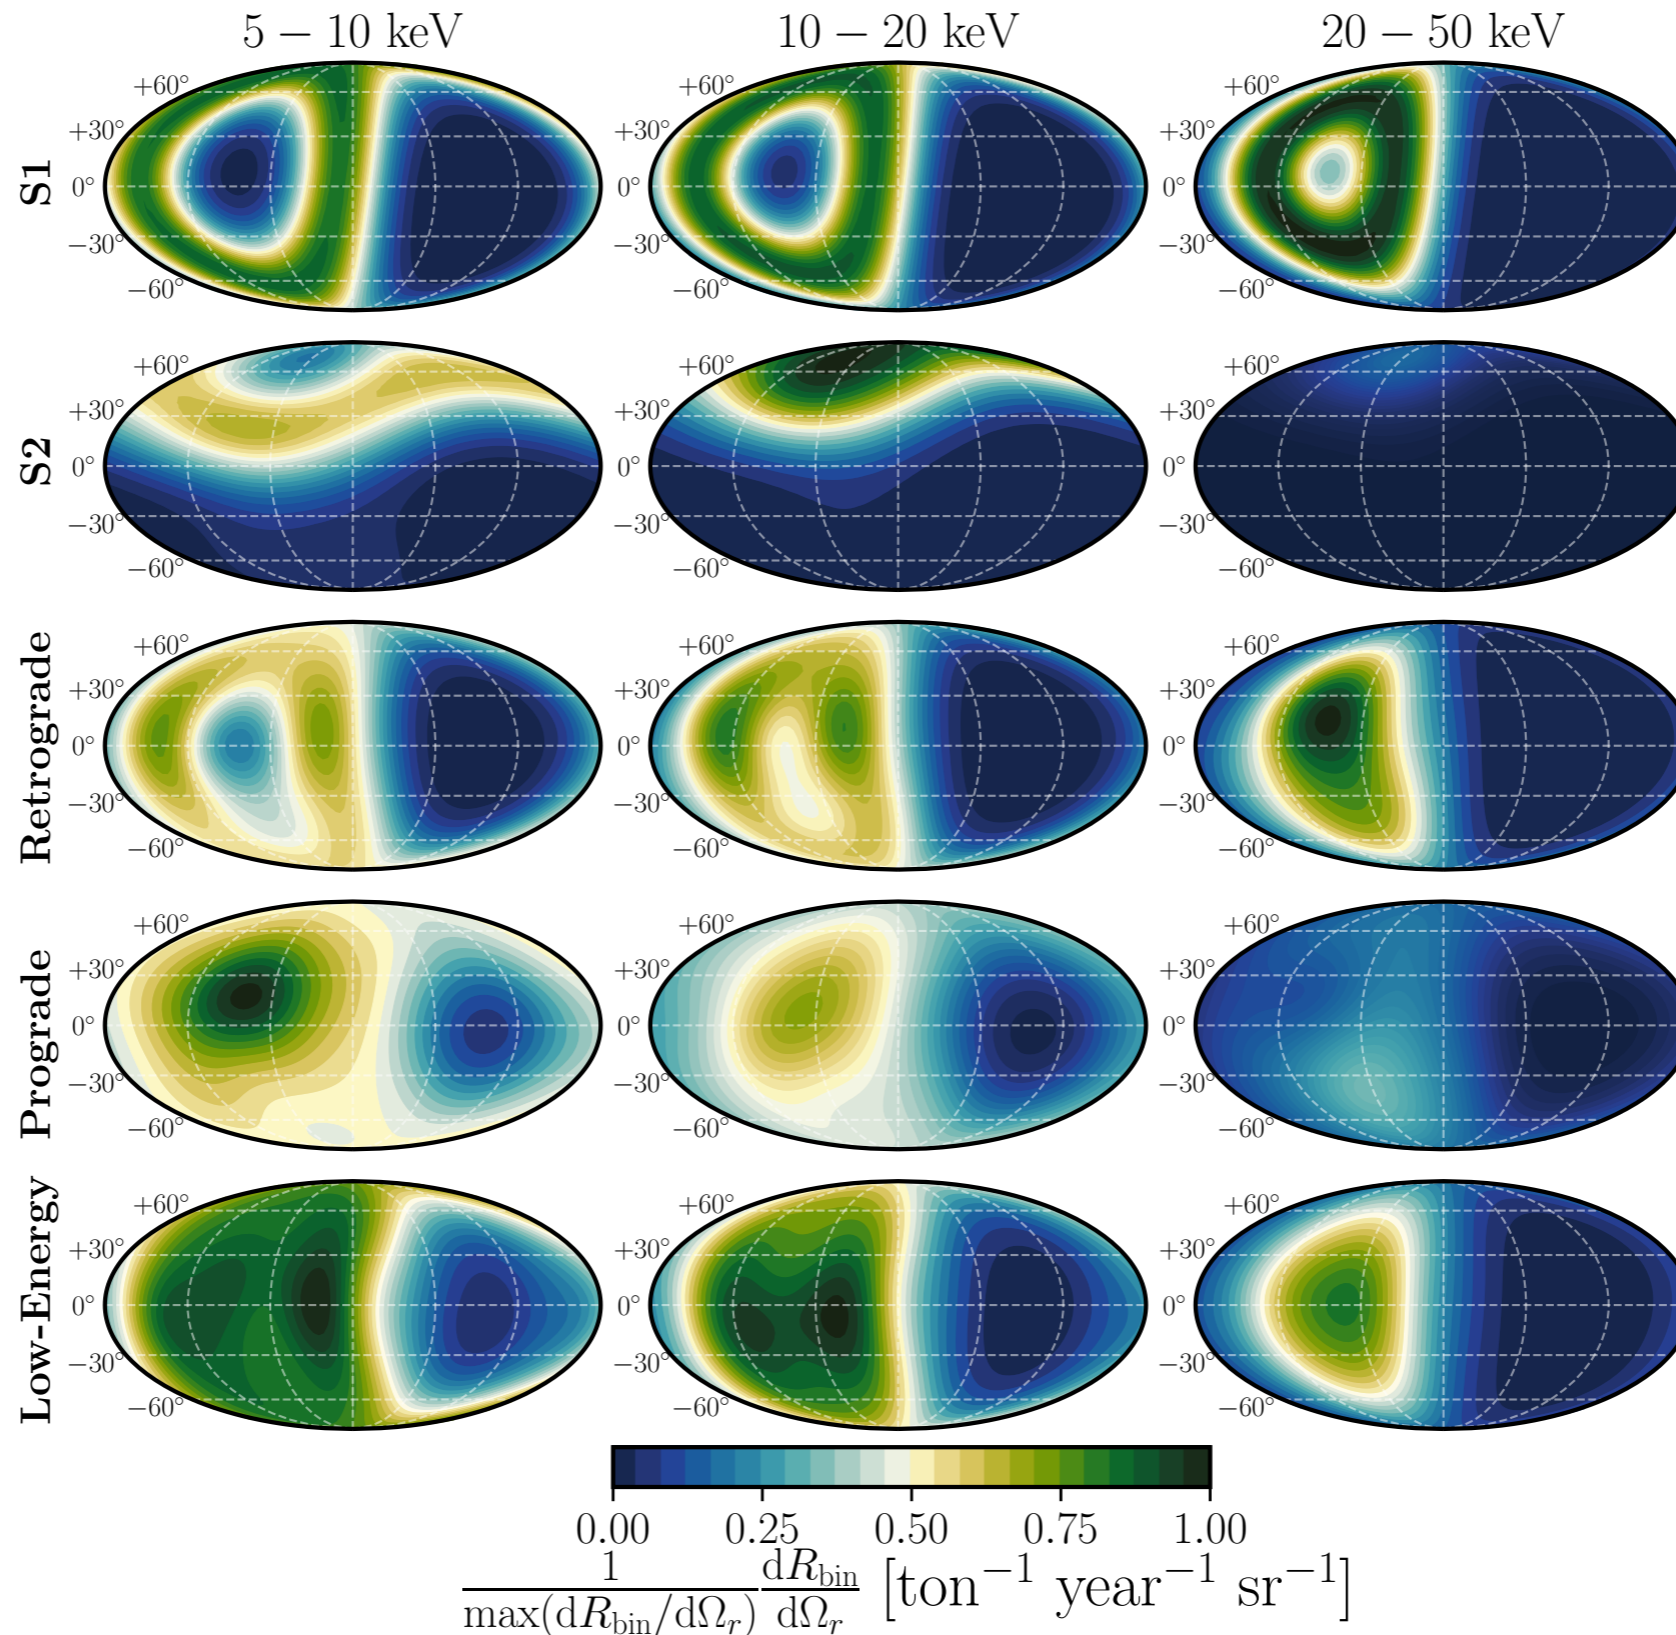 5 – 10 keV 10 – 20 keV 20 – 50 keV
S1
+60° +60° +60°
+30° +30° +30°
0° 0° 0°
−30° −30° −30°
−60° −60° −60°
S2
+60° +60° +60°
+30° +30° +30°
0° 0° 0°
−30° −30° −30°
−60° −60° −60°
Retrograde
+60° +60° +60°
+30° +30° +30°
0° 0° 0°
−30° −30° −30°
−60° −60° −60°
Prograde
+60° +60° +60°
+30° +30° +30°
0° 0° 0°
−30° −30° −30°
−60° −60° −60°
Low-Energy
+60° +60° +60°
+30° +30° +30°
0° 0° 0°
−30° −30° −30°
−60° −60° −60°
0.00 0.25 0.50 0.75 1.00
1/max(dR_bin/dΩ_r) dR_bin/dΩ_r [ton⁻¹ year⁻¹ sr⁻¹]